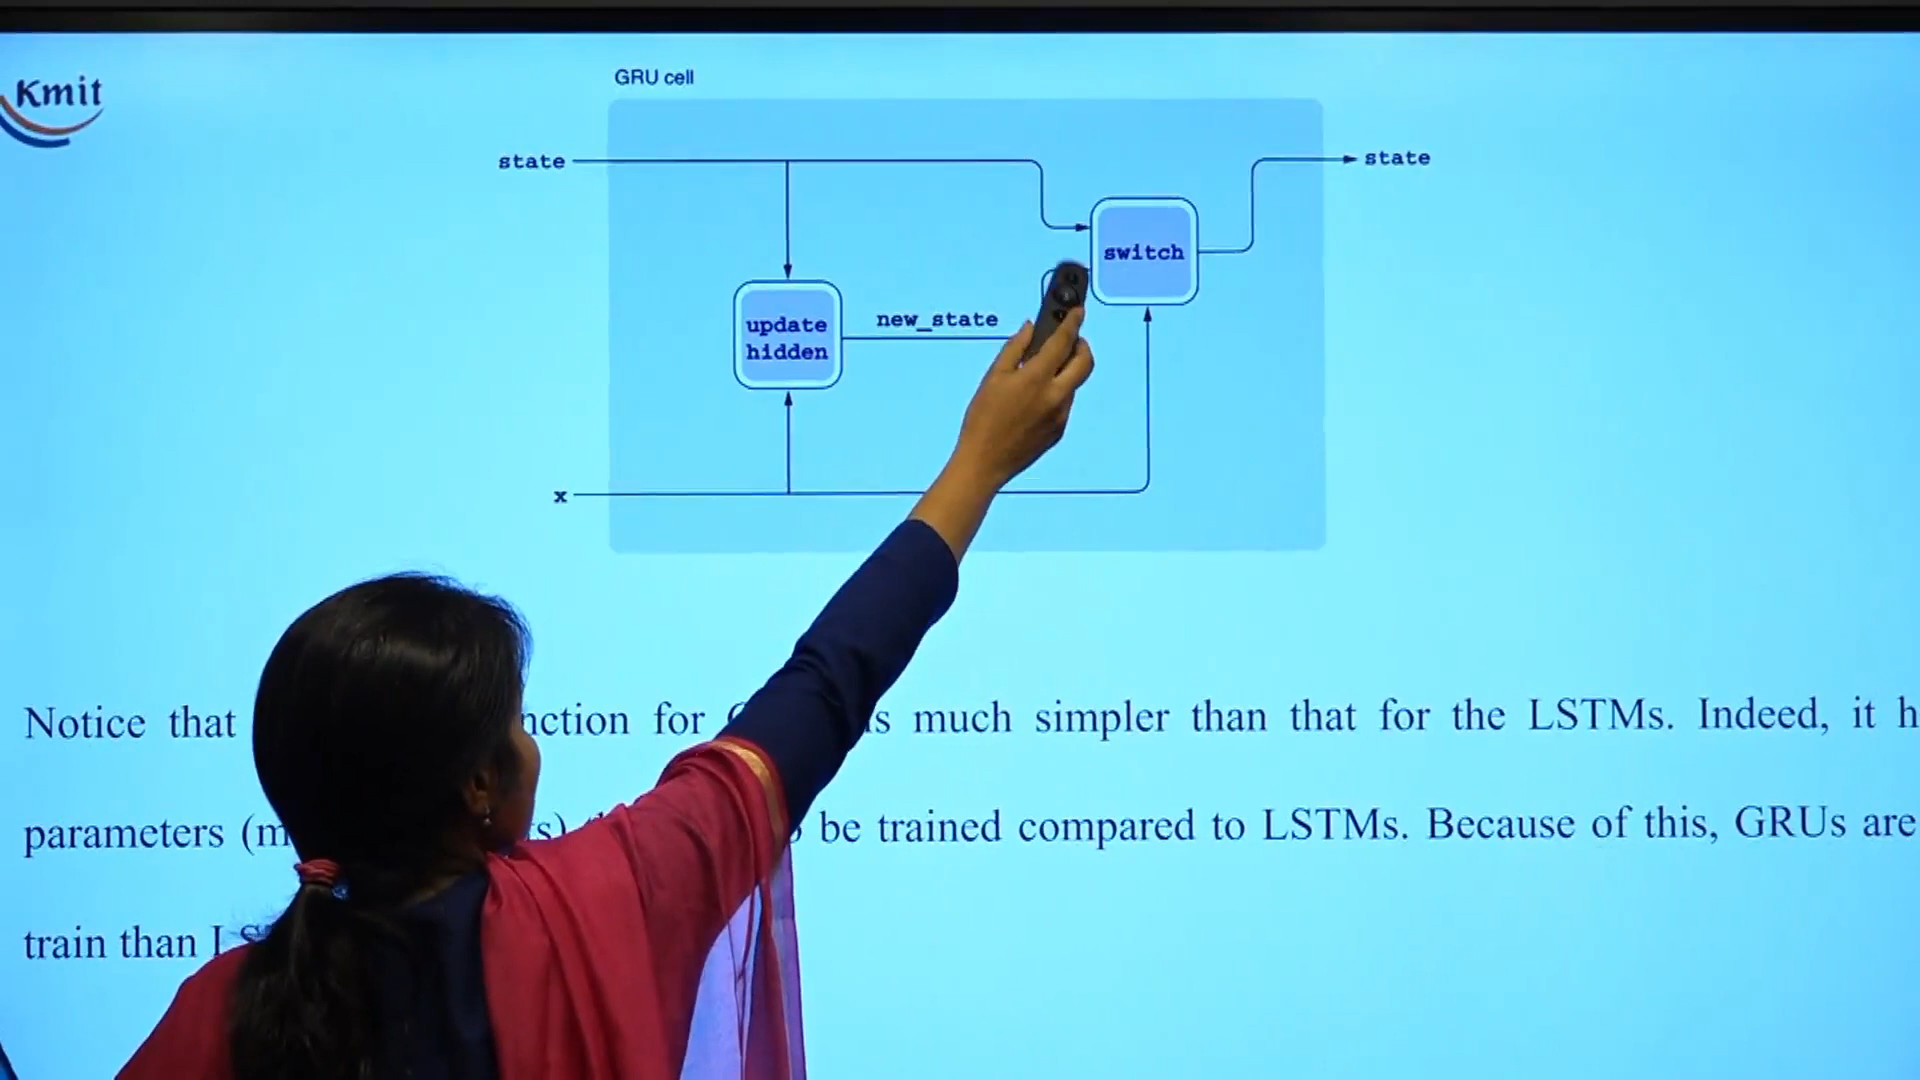 Kmit
GRU cell
state
state
switch
update
hidden
new_state
x
Notice that nction for s much simpler than that for the LSTMs. Indeed, it h
parameters (m s) be trained compared to LSTMs. Because of this, GRUs are
train than LS